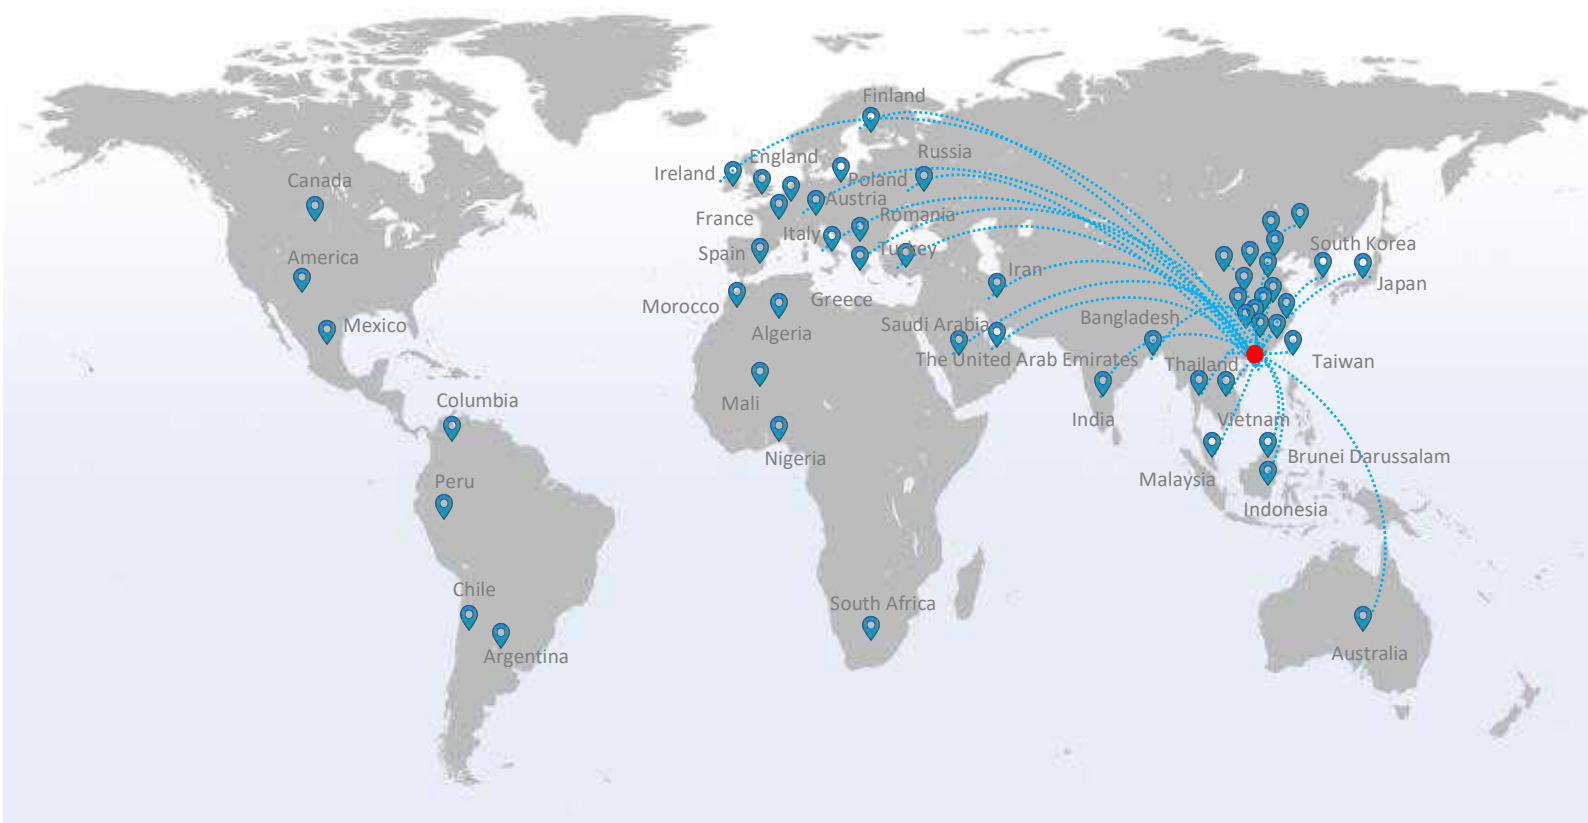 Finland
England
Russia
Ireland
Poland
Canada
Austria
France
Romania
Italy
South Korea
Spain
Turkey
America
Iran
Japan
Morocco
Greece
Mexico
Algeria
Saudi Arabia
Bangladesh
The United Arab Emirates
Thailand
Taiwan
Columbia
Mali
India
Vietnam
Nigeria
Brunei Darussalam
Peru
Malaysia
Indonesia
Chile
South Africa
Argentina
Australia